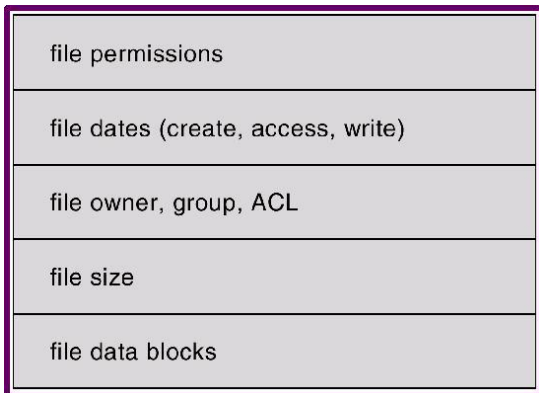 file permissions
file dates (create, access, write)
file owner, group, ACL
file size
file data blocks